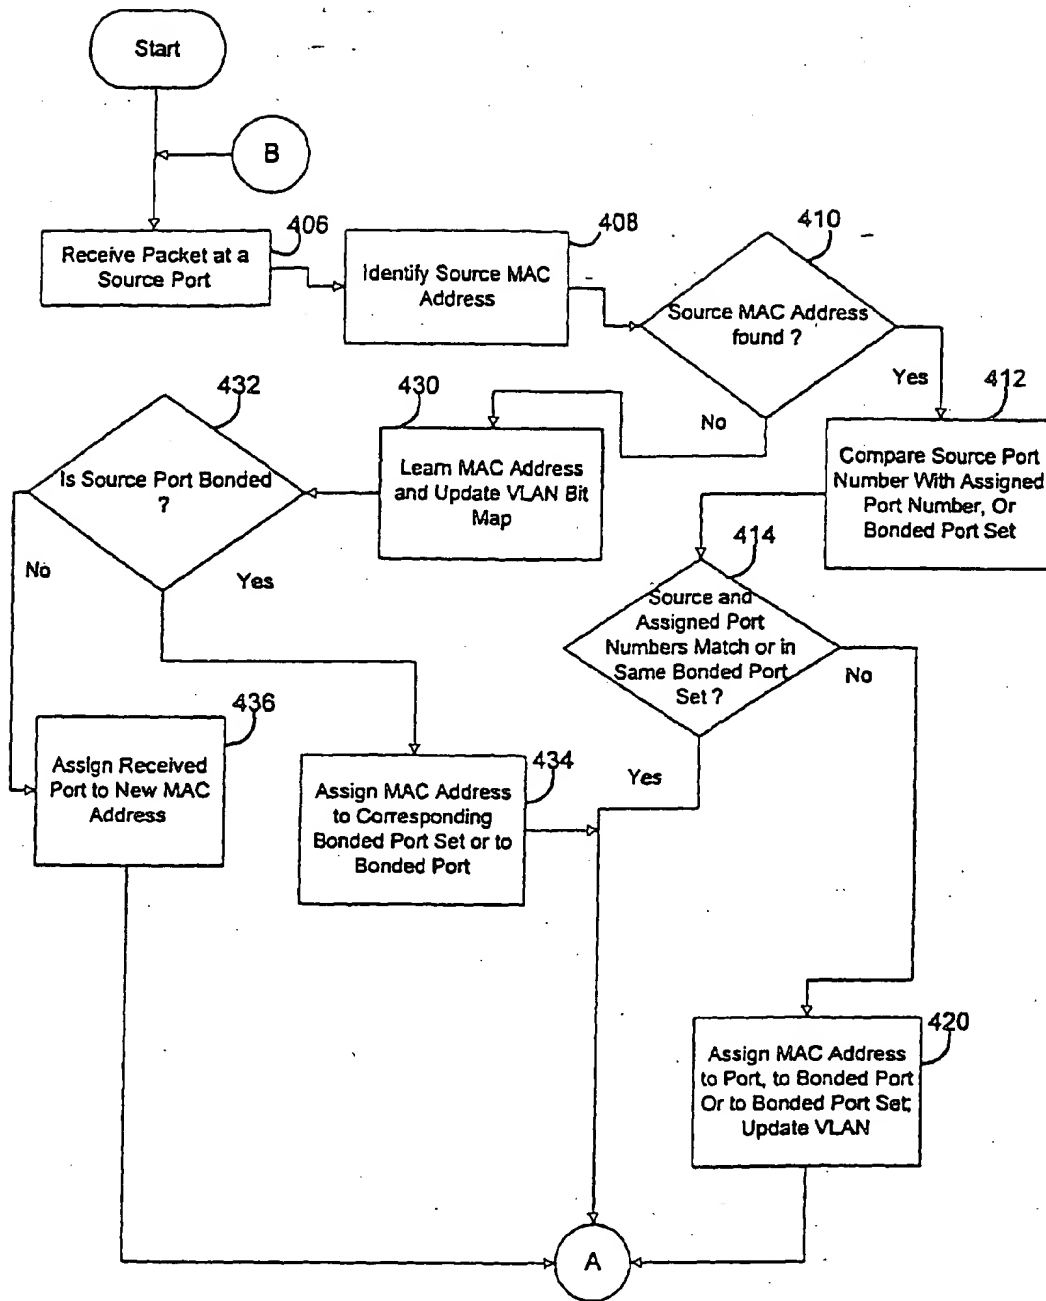 Start
B
406
Receive Packet at a
Source Port
408
Identify Source MAC
Address
410
Source MAC Address
found ?
Yes
No
412
Compare Source Port
Number With Assigned
Port Number, Or
Bonded Port Set
430
Learn MAC Address
and Update VLAN Bit
Map
432
Is Source Port Bonded
?
No
Yes
414
Source and
Assigned Port
Numbers Match or in
Same Bonded Port
Set ?
No
Yes
436
Assign Received
Port to New MAC
Address
434
Assign MAC Address
to Corresponding
Bonded Port Set or to
Bonded Port
420
Assign MAC Address
to Port, to Bonded Port
Or to Bonded Port Set;
Update VLAN
A